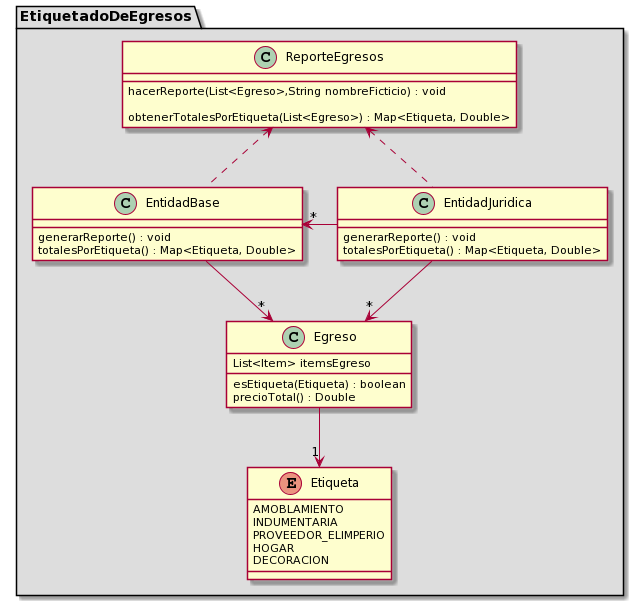 EtiquetadoDeEgresos
C ReporteEgresos
hacerReporte(List<Egreso>,String nombreFicticio) : void
obtenerTotalesPorEtiqueta(List<Egreso>) : Map<Etiqueta, Double>
C EntidadBase
generarReporte() : void
totalesPorEtiqueta() : Map<Etiqueta, Double>
*
C EntidadJuridica
generarReporte() : void
totalesPorEtiqueta() : Map<Etiqueta, Double>
*
*
C Egreso
List<Item> itemsEgreso
esEtiqueta(Etiqueta) : boolean
precioTotal() : Double
1
E Etiqueta
AMOBLAMIENTO
INDUMENTARIA
PROVEEDOR_ELIMPERIO
HOGAR
DECORACION